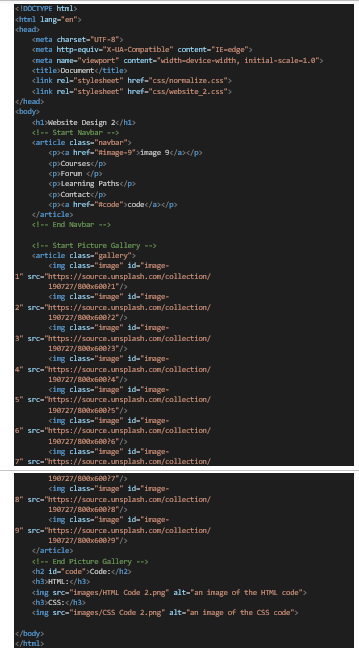 <!DOCTYPE html>
<html lang="en">
<head>
<meta charset="UTF-8">
<meta http-equiv="X-UA-Compatible" content="IE=edge">
<meta name="viewport" content="width=device-width, initial-scale=1.0">
<title>Document</title>
<link rel="stylesheet" href="css/normalize.css">
<link rel="stylesheet" href="css/website_2.css">
</head>
<body>
<h1>Website Design 2</h1>
<!-- Start Navbar -->
<article class="navbar">
<p><a href="#image-9">image 9</a></p>
<p>Courses</p>
<p>Forum </p>
<p>Learning Paths</p>
<p>Contact</p>
<p><a href="#code">code</a></p>
</article>
<!-- End Navbar -->
<!-- Start Picture Gallery -->
<article class="gallery">
<img class="image" id="image-
1" src="https://source.unsplash.com/collection/
190727/800x600?1"/>
<img class="image" id="image-
2" src="https://source.unsplash.com/collection/
190727/800x600?2"/>
<img class="image" id="image-
3" src="https://source.unsplash.com/collection/
190727/800x600?3"/>
<img class="image" id="image-
4" src="https://source.unsplash.com/collection/
190727/800x600?4"/>
<img class="image" id="image-
5" src="https://source.unsplash.com/collection/
190727/800x600?5"/>
<img class="image" id="image-
6" src="https://source.unsplash.com/collection/
190727/800x600?6"/>
<img class="image" id="image-
7" src="https://source.unsplash.com/collection/
190727/800x600?7"/>
<img class="image" id="image-
8" src="https://source.unsplash.com/collection/
190727/800x600?8"/>
<img class="image" id="image-
9" src="https://source.unsplash.com/collection/
190727/800x600?9"/>
</article>
<!-- End Picture Gallery -->
<h2 id="code">Code:</h2>
<h3>HTML:</h3>
<img src="images/HTML Code 2.png" alt="an image of the HTML code">
<h3>CSS:</h3>
<img src="images/CSS Code 2.png" alt="an image of the CSS code">
</body>
</html>